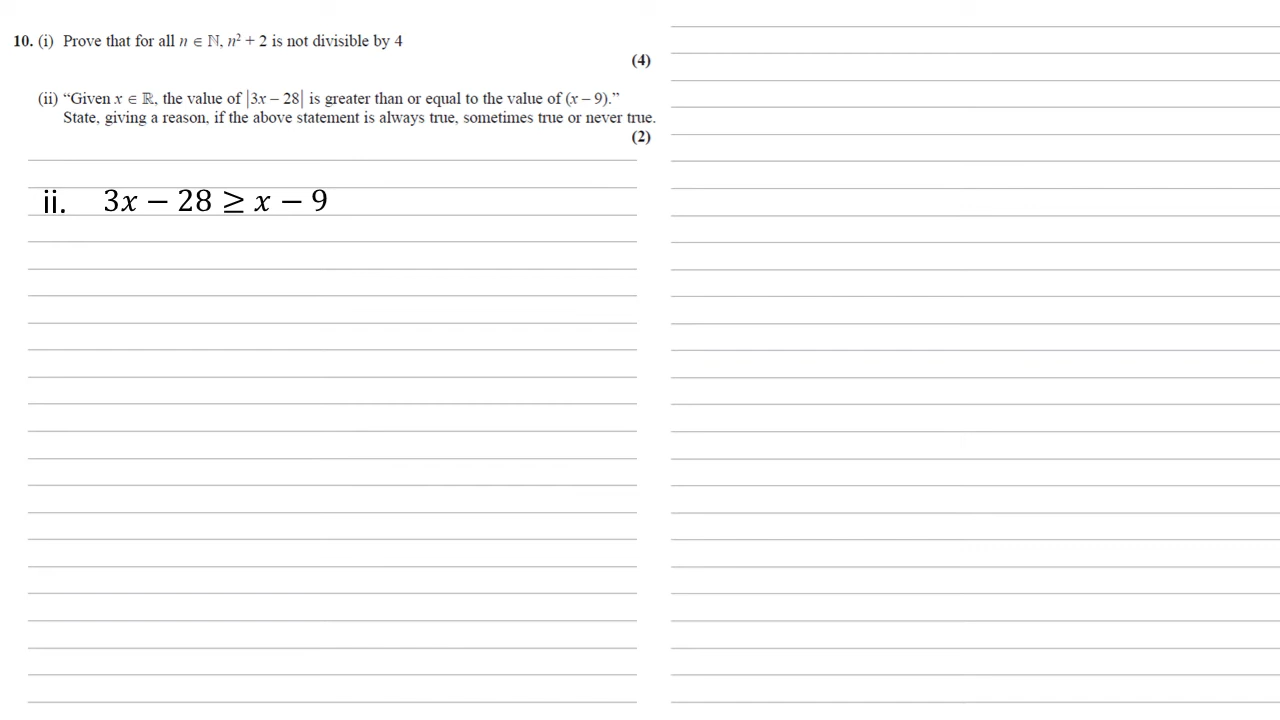 10. (i) Prove that for all n ∈ ℕ, n² + 2 is not divisible by 4
(4)
(ii) “Given x ∈ ℝ, the value of |3x – 28| is greater than or equal to the value of (x – 9).”
State, giving a reason, if the above statement is always true, sometimes true or never true.
(2)
ii. 3x − 28 ≥ x − 9